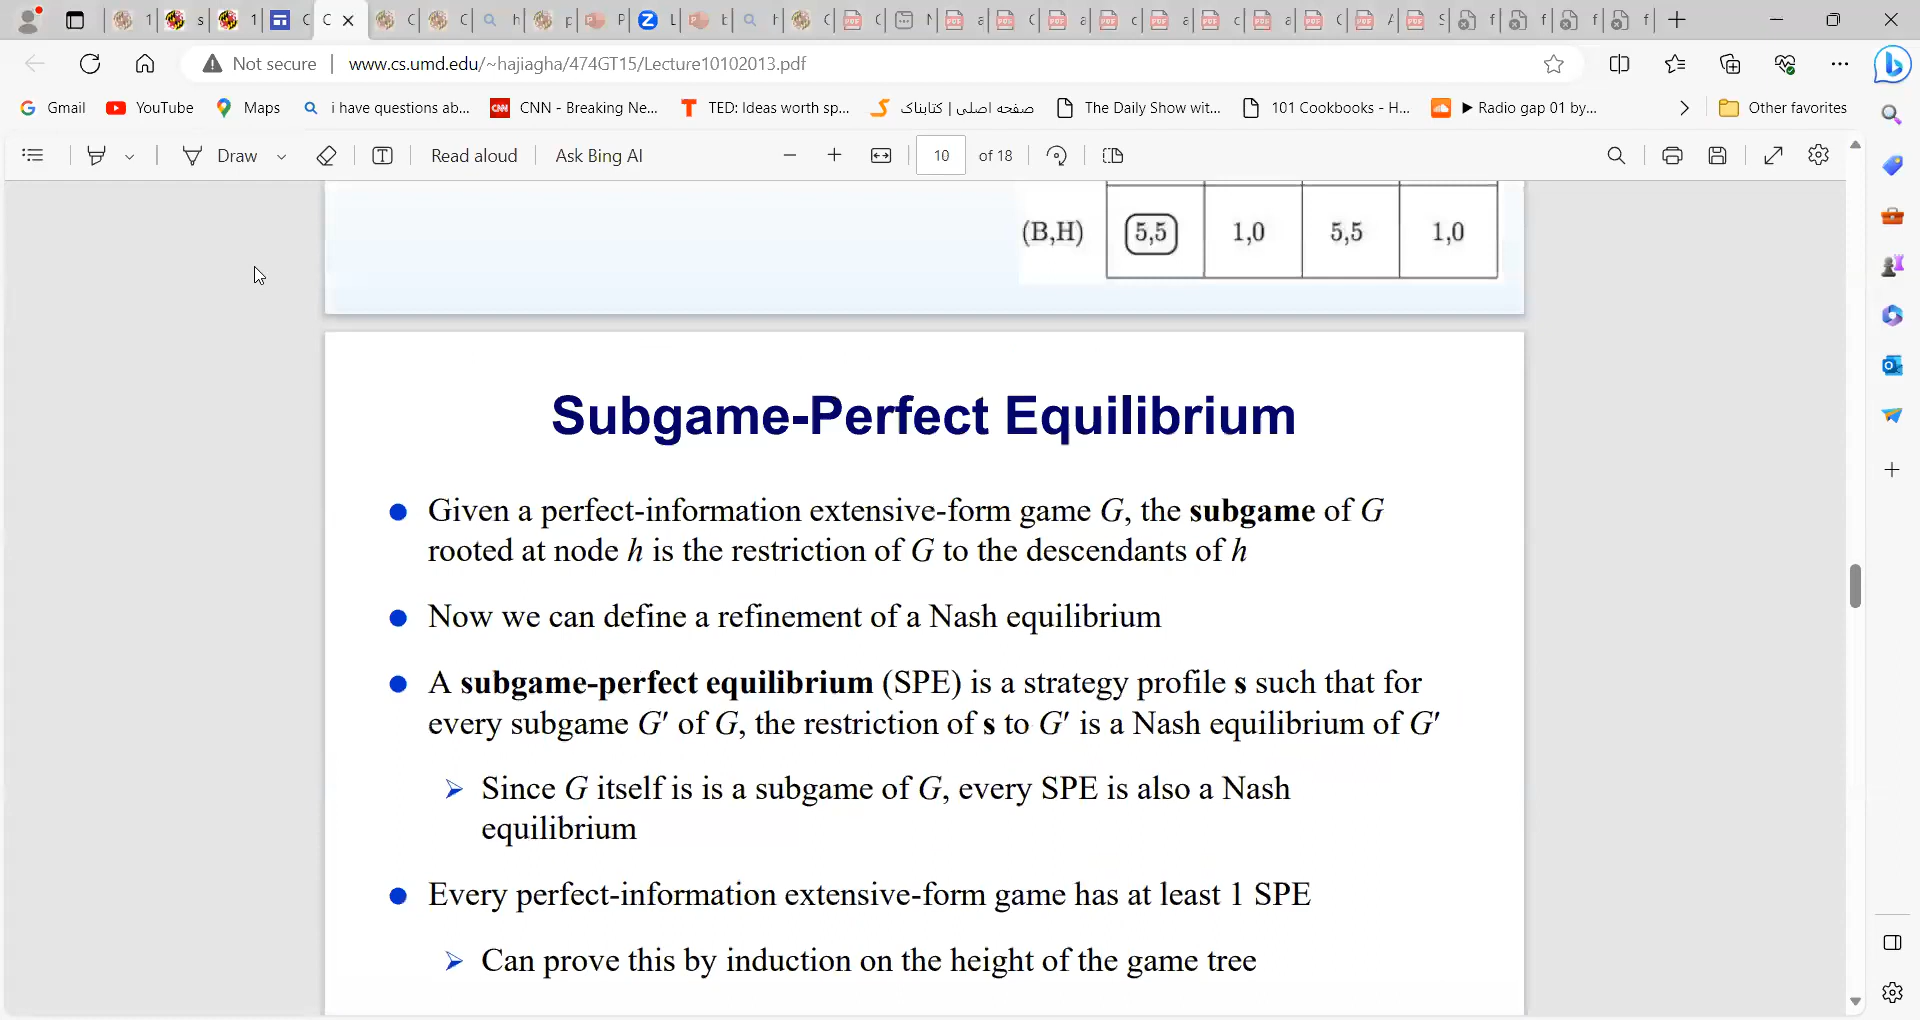 1 s 1 C C C C h p P L k h C C N a C a c a c a C A S f f f f
Not secure www.cs.umd.edu/~hajiagha/474GT15/Lecture10102013.pdf
Gmail YouTube Maps i have questions ab... CNN - Breaking Ne... TED: Ideas worth sp... صفحه اصلی | کتابناک The Daily Show wit... 101 Cookbooks - H... ▶ Radio gap 01 by... Other favorites
Draw Read aloud Ask Bing AI 10 of 18
(B,H) 5,5 1,0 5,5 1,0
Subgame-Perfect Equilibrium
● Given a perfect-information extensive-form game G, the subgame of G
rooted at node h is the restriction of G to the descendants of h
● Now we can define a refinement of a Nash equilibrium
● A subgame-perfect equilibrium (SPE) is a strategy profile s such that for
every subgame G′ of G, the restriction of s to G′ is a Nash equilibrium of G′
➢ Since G itself is is a subgame of G, every SPE is also a Nash
equilibrium
● Every perfect-information extensive-form game has at least 1 SPE
➢ Can prove this by induction on the height of the game tree